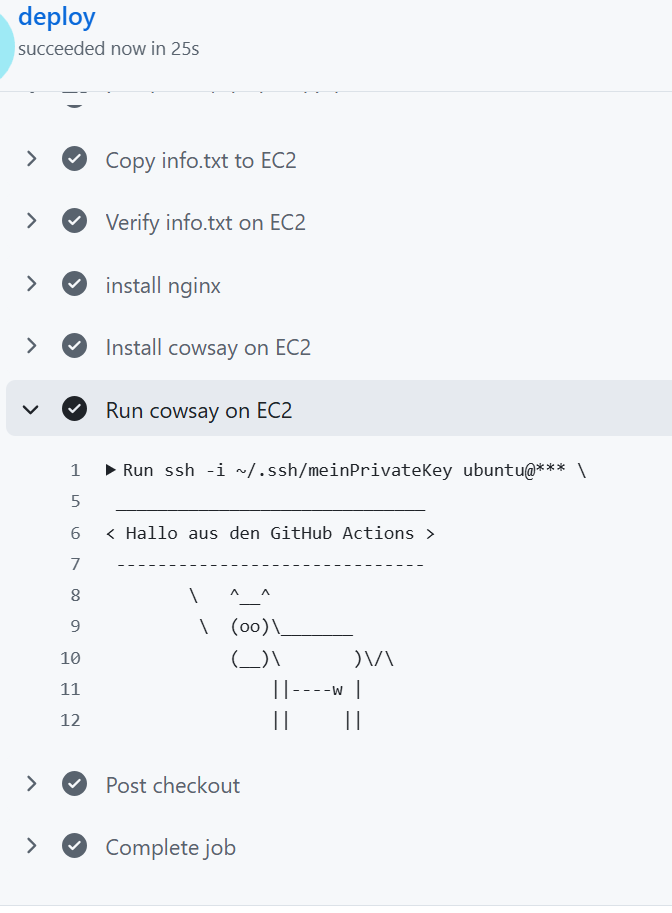 deploy
succeeded now in 25s
Copy info.txt to EC2
Verify info.txt on EC2
install nginx
Install cowsay on EC2
Run cowsay on EC2
1 Run ssh -i ~/.ssh/meinPrivateKey ubuntu@*** \
5  ______________________________
6 < Hallo aus den GitHub Actions >
7  ------------------------------
8         \   ^__^
9          \  (oo)\_______
10             (__)\       )\/\
11                 ||----w |
12                 ||     ||
Post checkout
Complete job